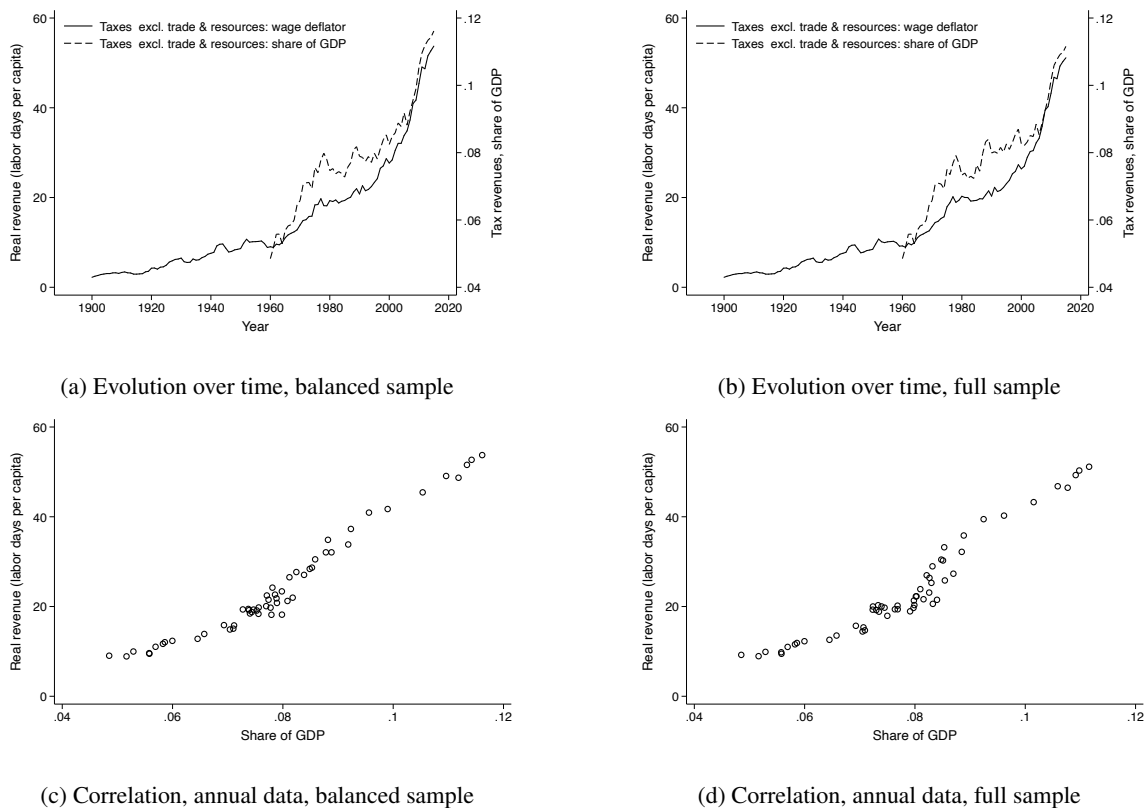 60
40
20
0
Real revenue (labor days per capita)
Taxes excl. trade & resources: wage deflator
Taxes excl. trade & resources: share of GDP
.12
.1
.08
.06
.04
Tax revenues, share of GDP
1900 1920 1940 1960 1980 2000 2020
Year
(a) Evolution over time, balanced sample
60
40
20
0
Real revenue (labor days per capita)
Taxes excl. trade & resources: wage deflator
Taxes excl. trade & resources: share of GDP
.12
.1
.08
.06
.04
Tax revenues, share of GDP
1900 1920 1940 1960 1980 2000 2020
Year
(b) Evolution over time, full sample
60
40
20
0
Real revenue (labor days per capita)
.04 .06 .08 .1 .12
Share of GDP
(c) Correlation, annual data, balanced sample
60
40
20
0
Real revenue (labor days per capita)
.04 .06 .08 .1 .12
Share of GDP
(d) Correlation, annual data, full sample